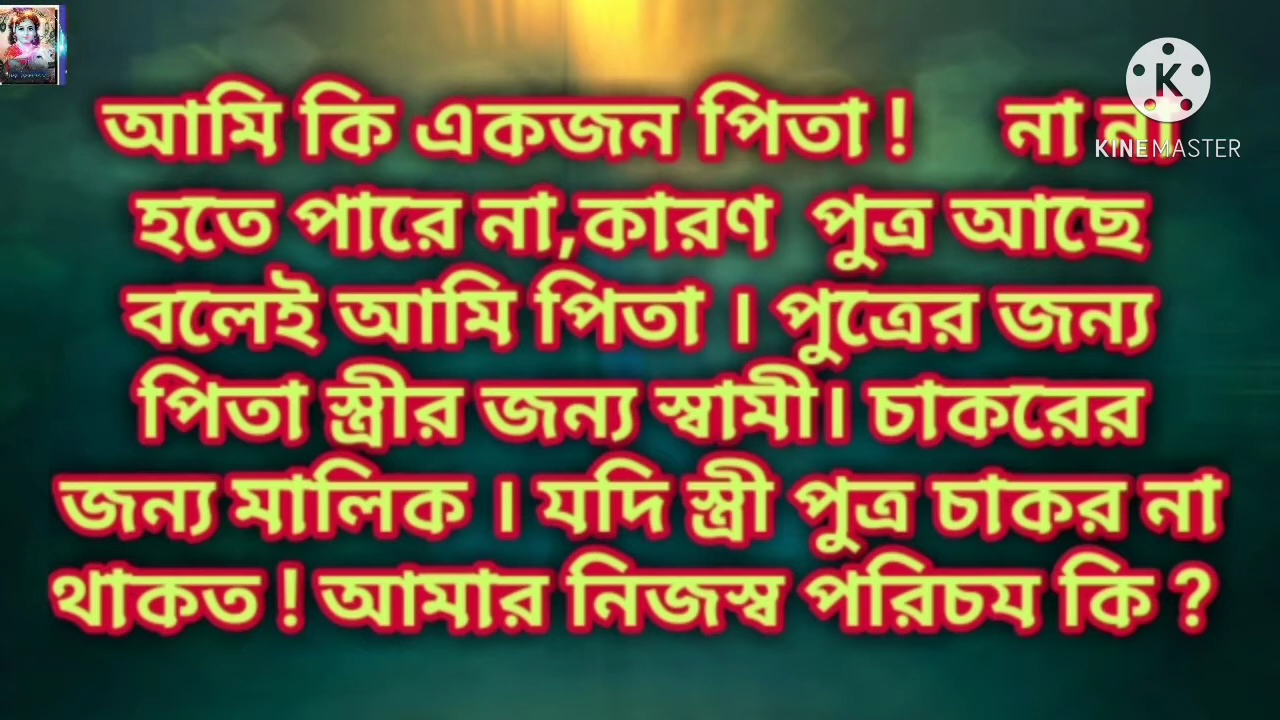 আমি কি একজন পিতা ! না না
হতে পারে না,কারণ পুত্র আছে
বলেই আমি পিতা । পুত্রের জন্য
পিতা স্ত্রীর জন্য স্বামী। চাকরের
জন্য মালিক । যদি স্ত্রী পুত্র চাকর না
থাকত ! আমার নিজস্ব পরিচয কি ?
K
KINEMASTER